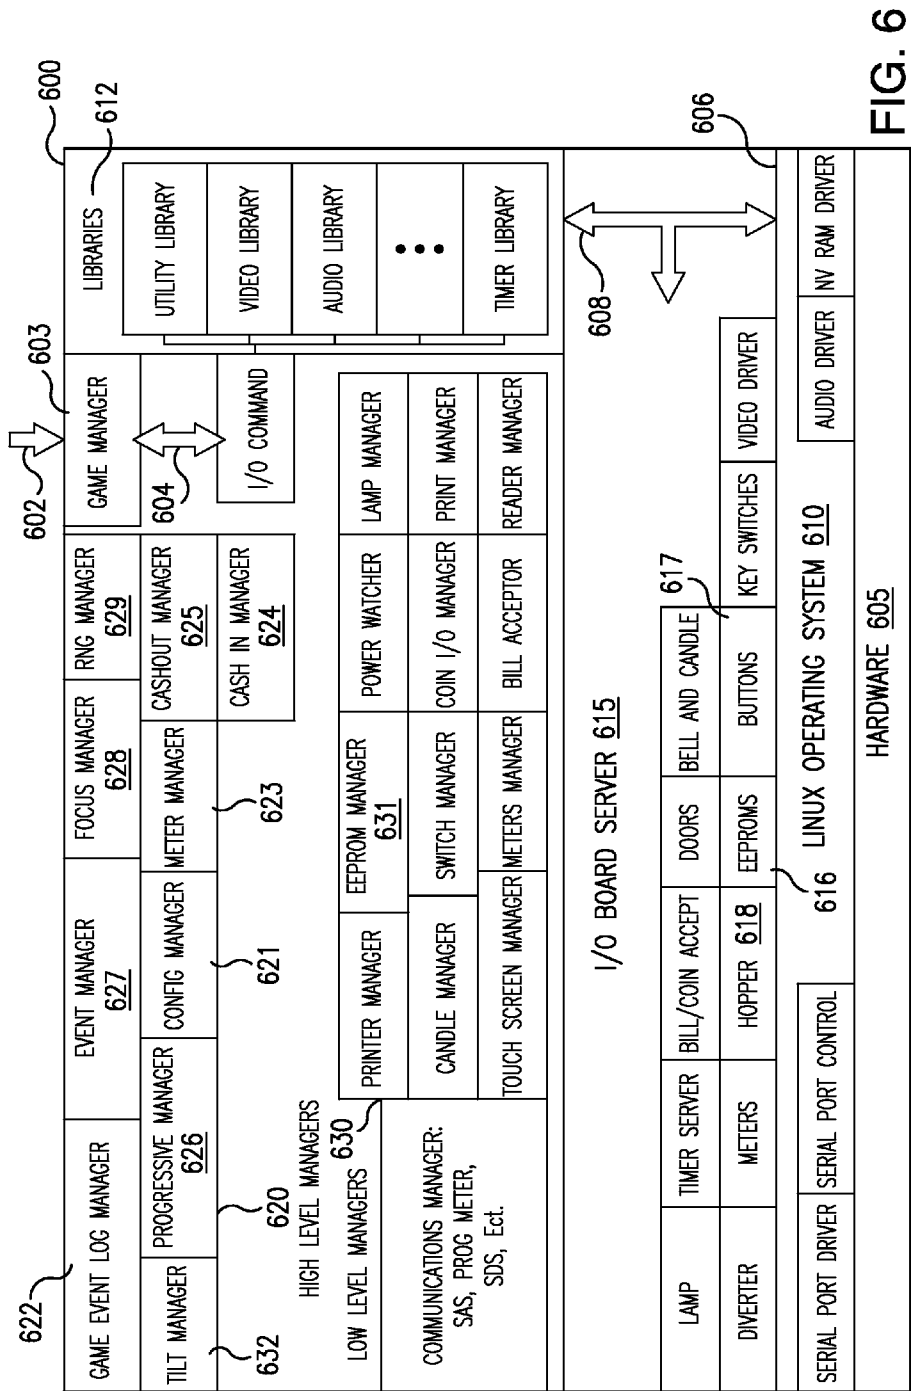 622
GAME EVENT LOG MANAGER
EVENT MANAGER
627
FOCUS MANAGER
628
RNG MANAGER
629
602
GAME MANAGER
603
600
TILT MANAGER
632
PROGRESSIVE MANAGER
626
620
CONFIG MANAGER
621
METER MANAGER
623
CASHOUT MANAGER
625
CASH IN MANAGER
624
604
I/O COMMAND
LIBRARIES
612
UTILITY LIBRARY
VIDEO LIBRARY
AUDIO LIBRARY
TIMER LIBRARY
HIGH LEVEL MANAGERS
LOW LEVEL MANAGERS
630
COMMUNICATIONS MANAGER:
SAS, PROG METER,
SDS, Ect.
PRINTER MANAGER
EEPROM MANAGER
631
POWER WATCHER
LAMP MANAGER
CANDLE MANAGER
SWITCH MANAGER
COIN I/O MANAGER
PRINT MANAGER
TOUCH SCREEN MANAGER
METERS MANAGER
BILL ACCEPTOR
READER MANAGER
I/O BOARD SERVER 615
608
606
LAMP
TIMER SERVER
BILL/COIN ACCEPT
DOORS
BELL AND CANDLE
617
DIVERTER
METERS
HOPPER 618
EEPROMS
BUTTONS
KEY SWITCHES
VIDEO DRIVER
616
LINUX OPERATING SYSTEM 610
SERIAL PORT DRIVER
SERIAL PORT CONTROL
AUDIO DRIVER
NV RAM DRIVER
HARDWARE 605
FIG. 6